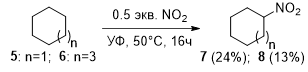 0.5 экв. NO₂
NO₂
n
УФ, 50°C, 16ч
n
5: n=1; 6: n=3
7 (24%); 8 (13%)